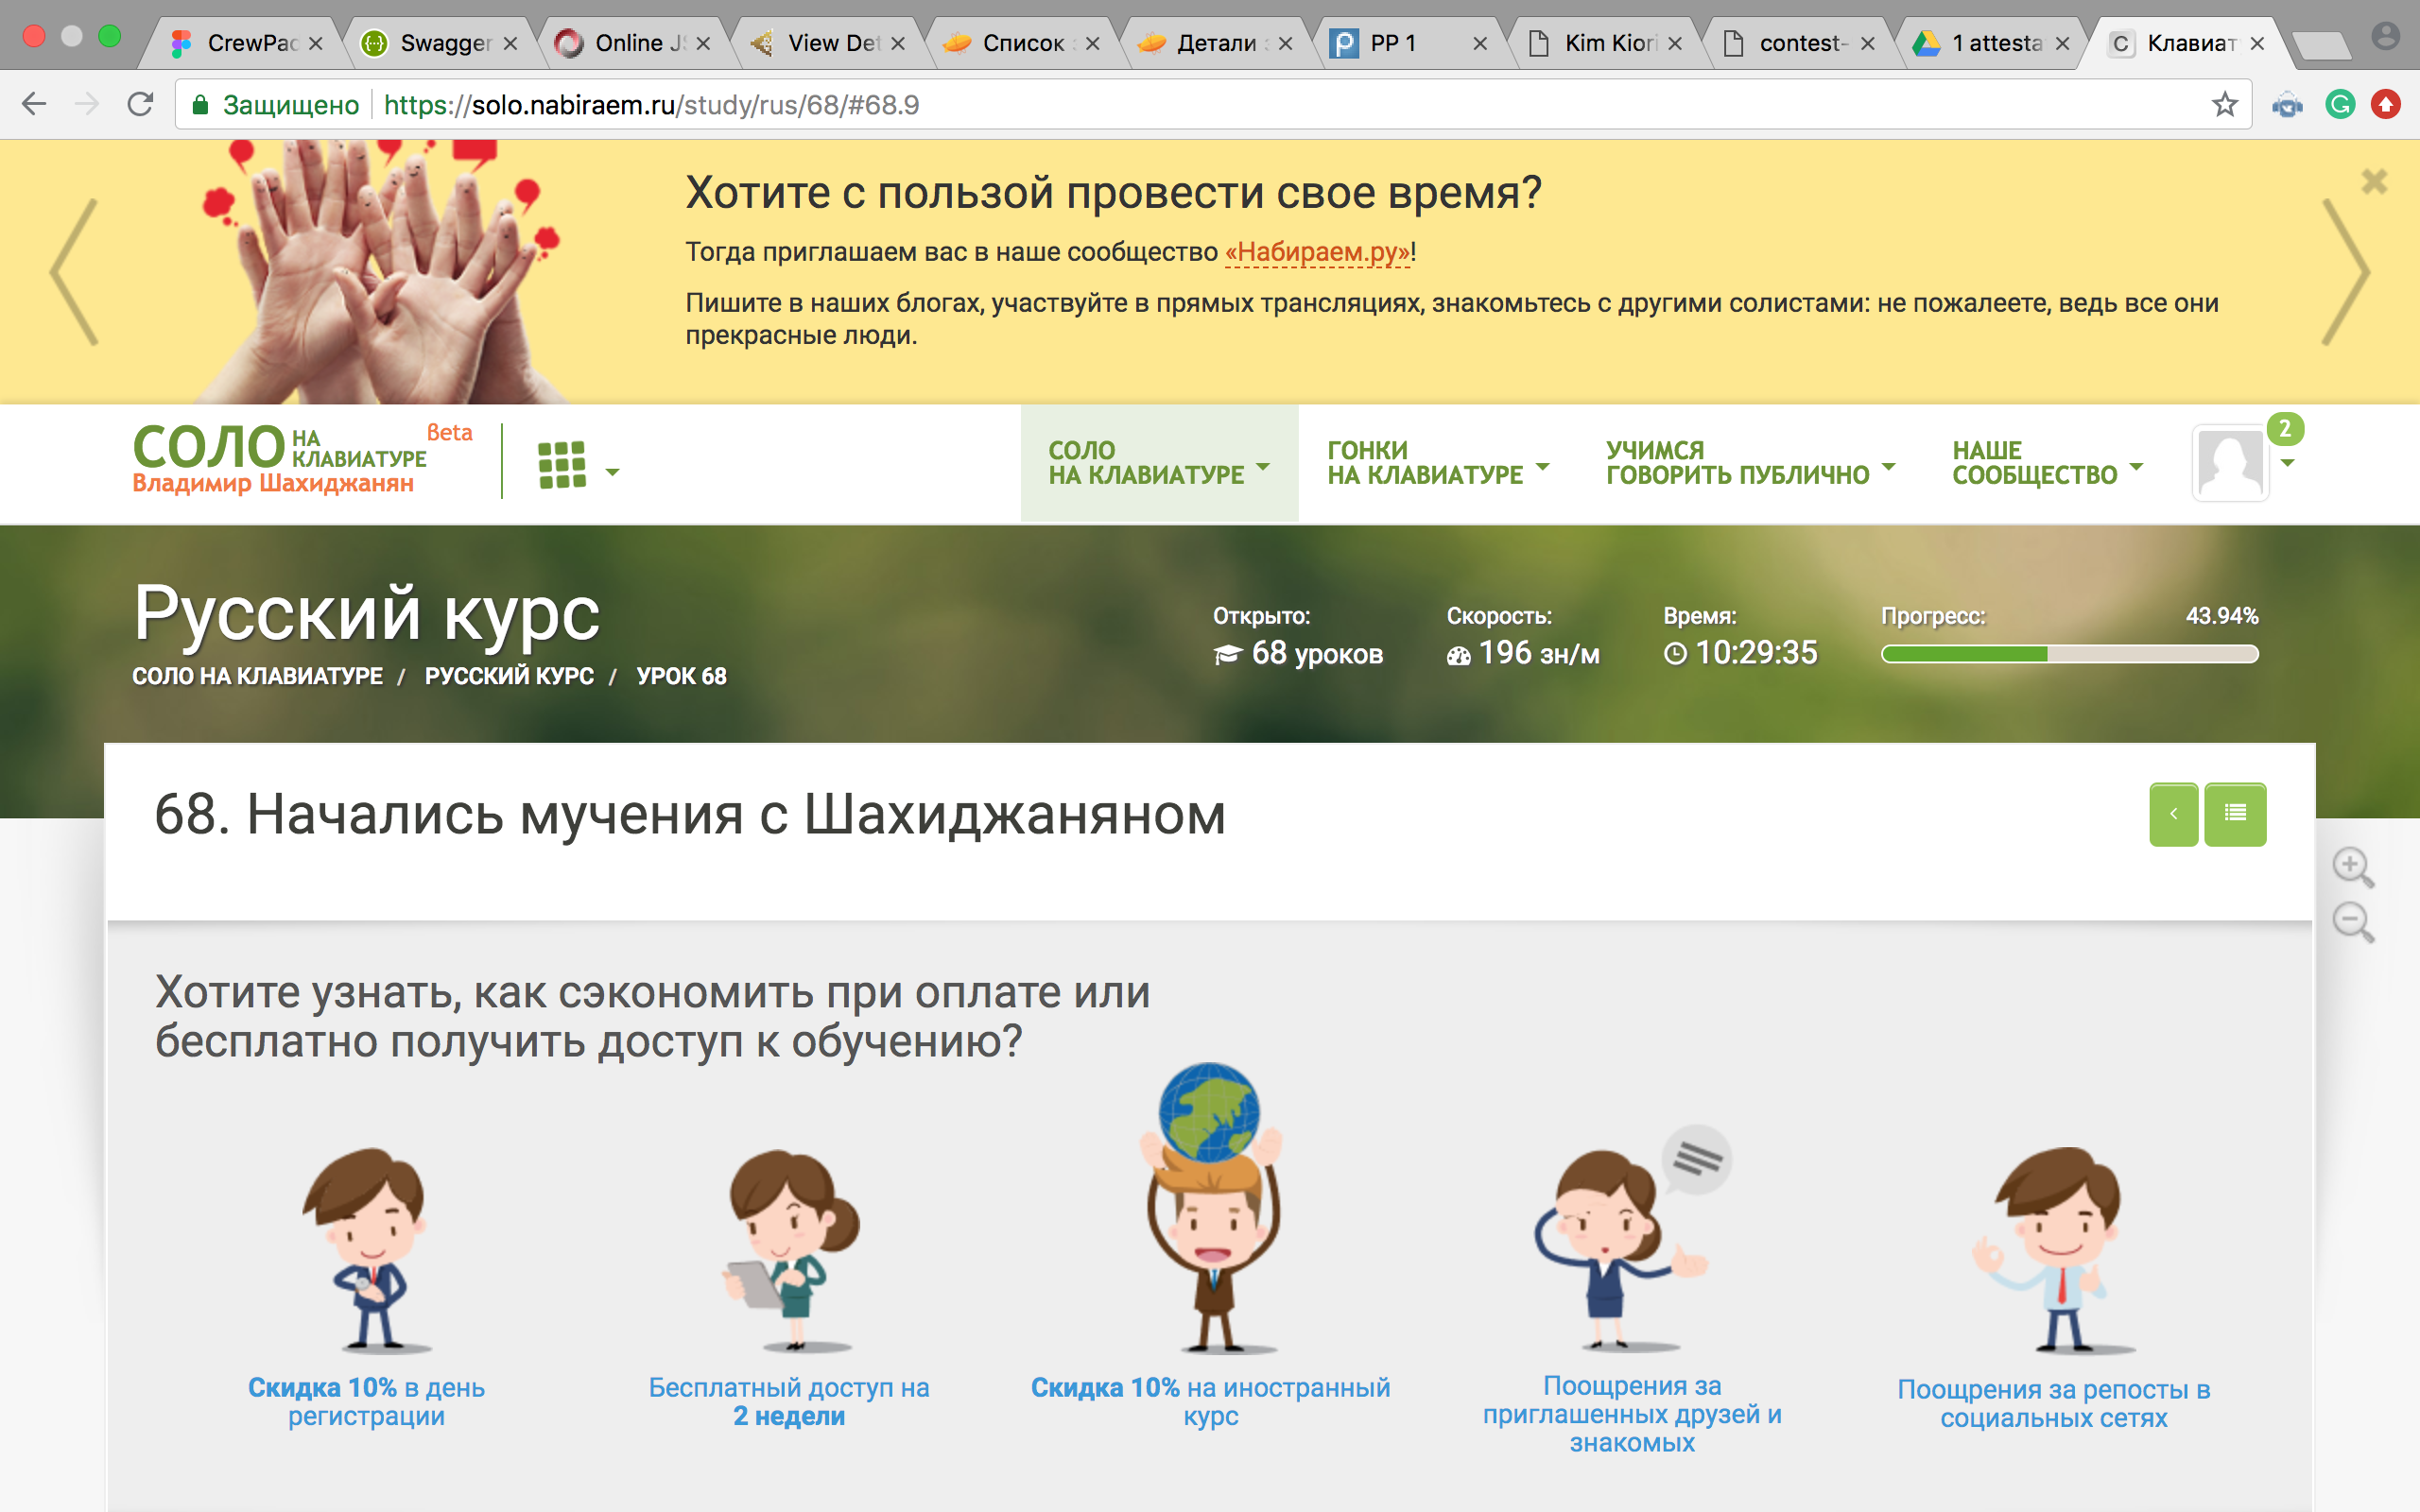 CrewPac
Swagger
Online JS
View Det
Список
Детали з
PP 1
Kim Kiori
contest-
1 attesta
Клавиат
Защищено
https://solo.nabiraem.ru/study/rus/68/#68.9
Хотите с пользой провести свое время?
Тогда приглашаем вас в наше сообщество «Набираем.ру»!
Пишите в наших блогах, участвуйте в прямых трансляциях, знакомьтесь с другими солистами: не пожалеете, ведь все они
прекрасные люди.
СОЛО НА КЛАВИАТУРЕ Beta
Владимир Шахиджанян
СОЛО
НА КЛАВИАТУРЕ
ГОНКИ
НА КЛАВИАТУРЕ
УЧИМСЯ
ГОВОРИТЬ ПУБЛИЧНО
НАШЕ
СООБЩЕСТВО
2
Русский курс
СОЛО НА КЛАВИАТУРЕ / РУССКИЙ КУРС / УРОК 68
Открыто:
68 уроков
Скорость:
196 зн/м
Время:
10:29:35
Прогресс: 43.94%
68. Начались мучения с Шахиджаняном
Хотите узнать, как сэкономить при оплате или
бесплатно получить доступ к обучению?
Скидка 10% в день
регистрации
Бесплатный доступ на
2 недели
Скидка 10% на иностранный
курс
Поощрения за
приглашенных друзей и
знакомых
Поощрения за репосты в
социальных сетях